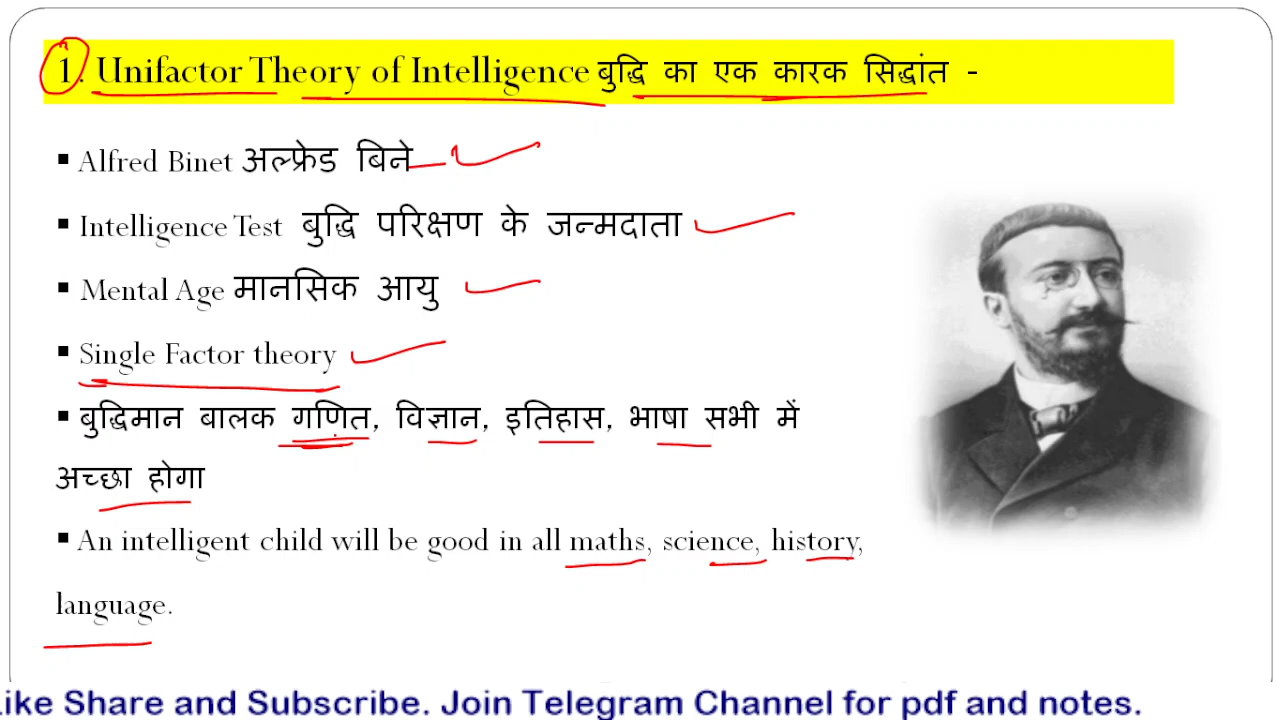 1. Unifactor Theory of Intelligence बुद्धि का एक कारक सिद्धांत -
▪ Alfred Binet अल्फ्रेड बिने
▪ Intelligence Test बुद्धि परिक्षण के जन्मदाता
▪ Mental Age मानसिक आयु
▪ Single Factor theory
▪ बुद्धिमान बालक गणित, विज्ञान, इतिहास, भाषा सभी में
अच्छा होगा
▪ An intelligent child will be good in all maths, science, history,
language.
Like Share and Subscribe. Join Telegram Channel for pdf and notes.